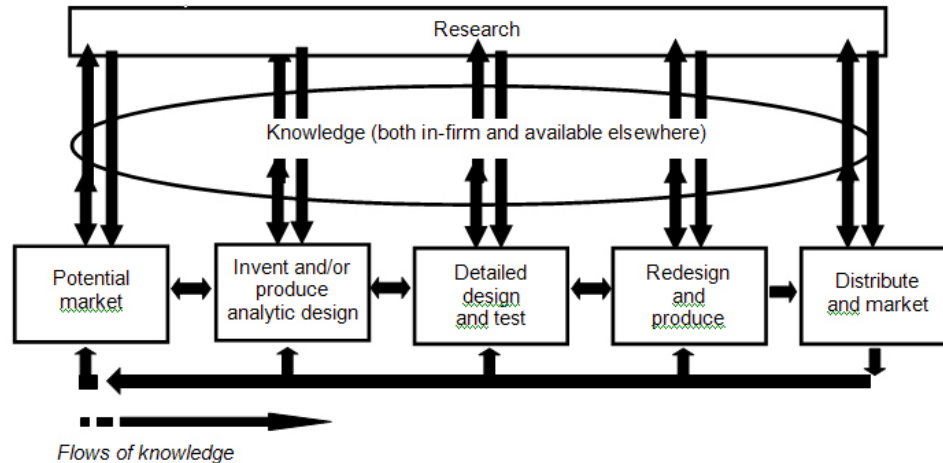 Research
Knowledge (both in-firm and available elsewhere)
Potential
market
Invent and/or
produce
analytic design
Detailed
design
and test
Redesign
and
produce
Distribute
and market
Flows of knowledge